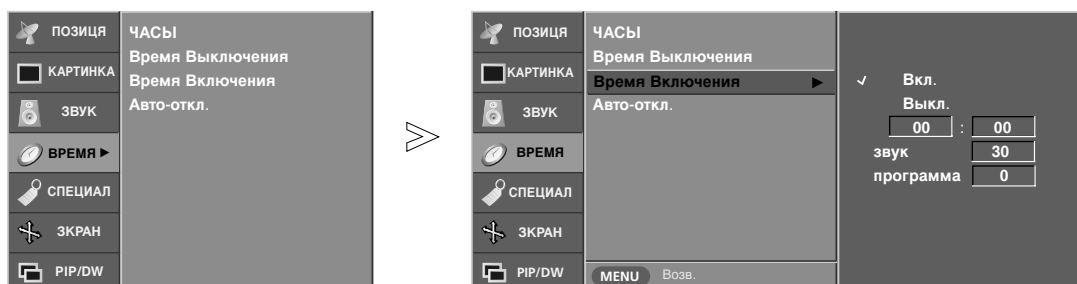 ПОЗИЦЯ
КАРТИНКА
ЗВУК
ВРЕМЯ ►
СПЕЦИАЛ
ЗКРАН
PIP/DW
ЧАСЫ
Время Выключения
Время Включения
Авто-откл.
ПОЗИЦЯ
КАРТИНКА
ЗВУК
ВРЕМЯ
СПЕЦИАЛ
ЗКРАН
PIP/DW
ЧАСЫ
Время Выключения
Время Включения ►
Авто-откл.
MENU Возв.
✓ Вкл.
Выкл.
00 : 00
звук 30
программа 0